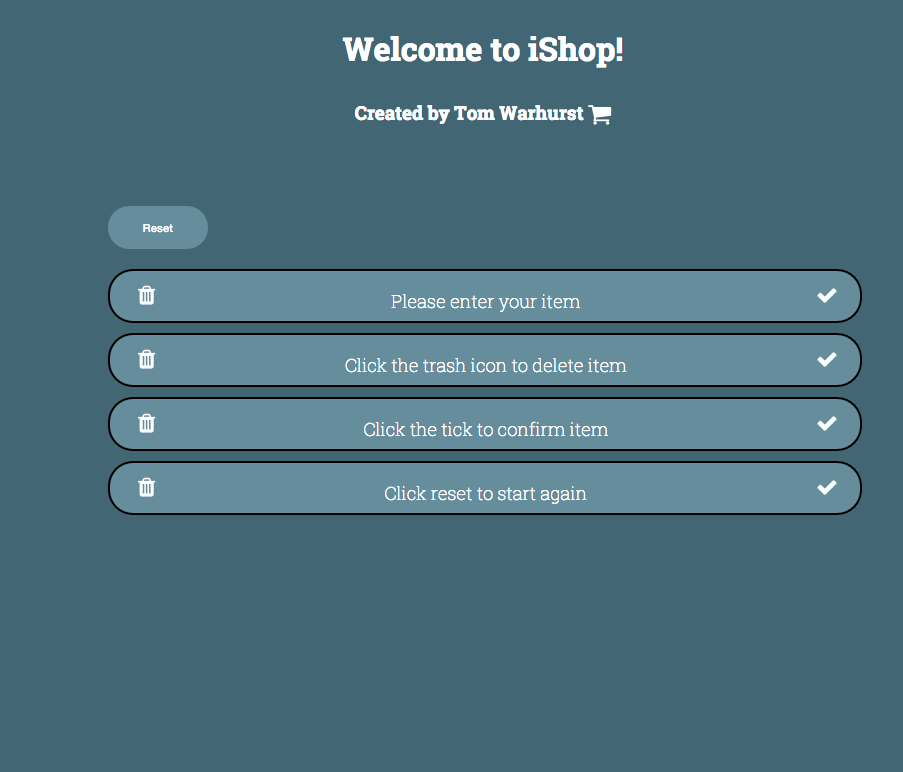 Welcome to iShop!
Created by Tom Warhurst
Reset
Please enter your item
Click the trash icon to delete item
Click the tick to confirm item
Click reset to start again